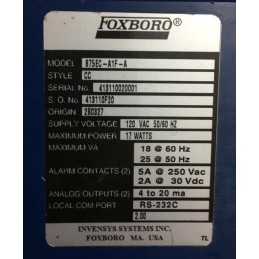 FOXBORO®
MODEL 875EC-A1F-A
STYLE CC
SERIAL NO. 413110020001
S. O. NO. 413110F20
ORIGIN 2B0327
SUPPLY VOLTAGE 120 VAC 50/60 HZ
MAXIMUM POWER 17 WATTS
MAXIMUM VA 18 @ 60 Hz
25 @ 50 Hz
ALARM CONTACTS (2) 5A @ 250 Vac
2A @ 30 Vdc
ANALOG OUTPUTS (2) 4 to 20 ma
LOCAL COM PORT RS-232C
2.00
INVENSYS SYSTEMS INC.
FOXBORO MA. USA TL